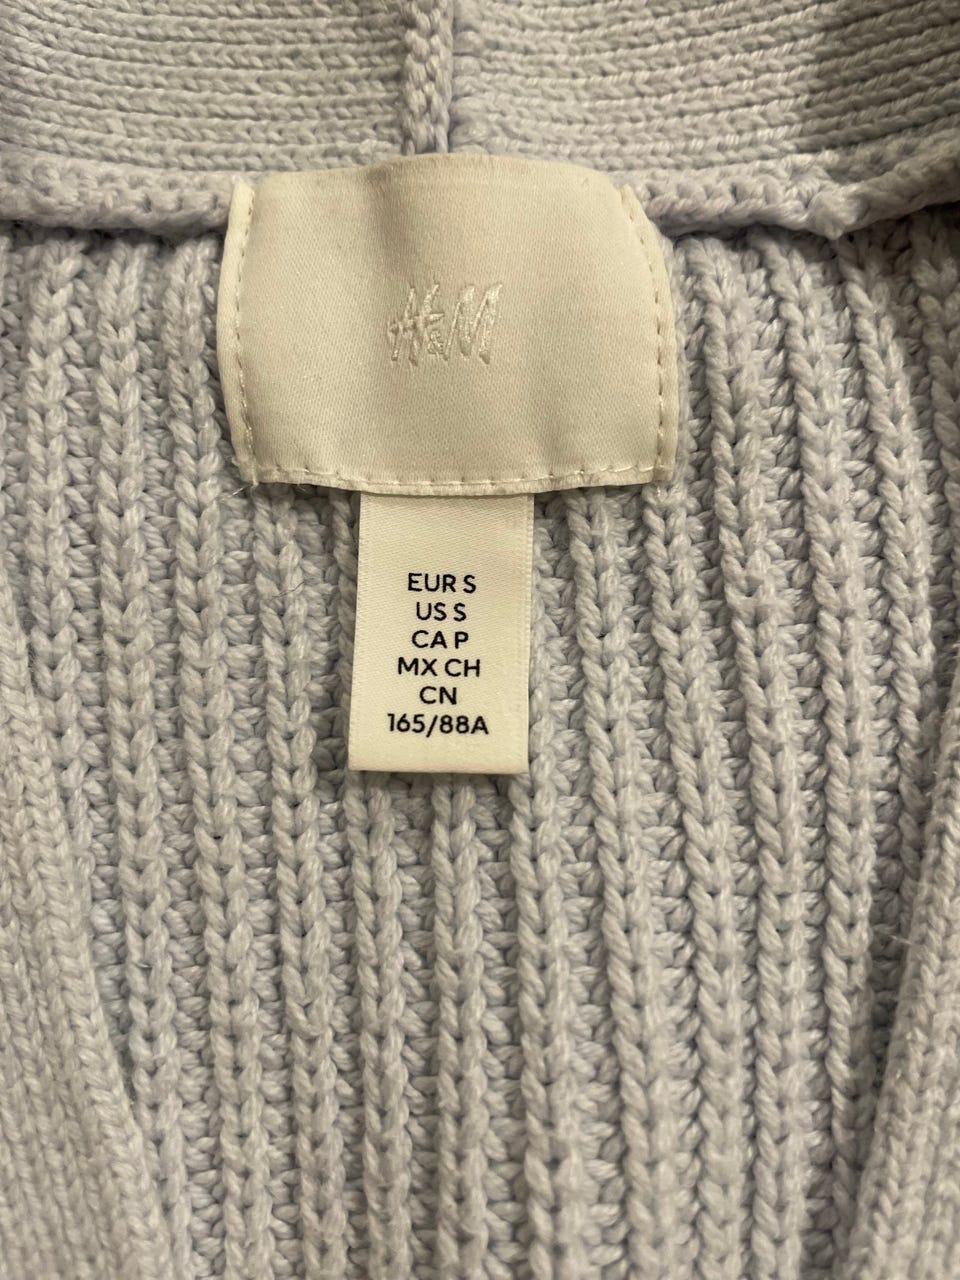 H&M
EUR S
US S
CA P
MX CH
CN
165/88A